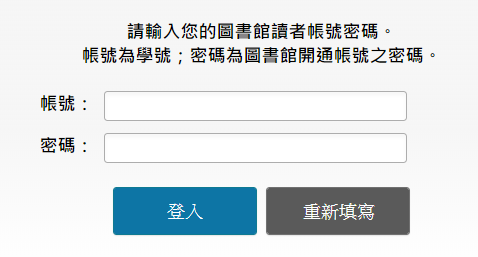 請輸入您的圖書館讀者帳號密碼。
帳號為學號；密碼為圖書館開通帳號之密碼。
帳號：
密碼：
登入 重新填寫